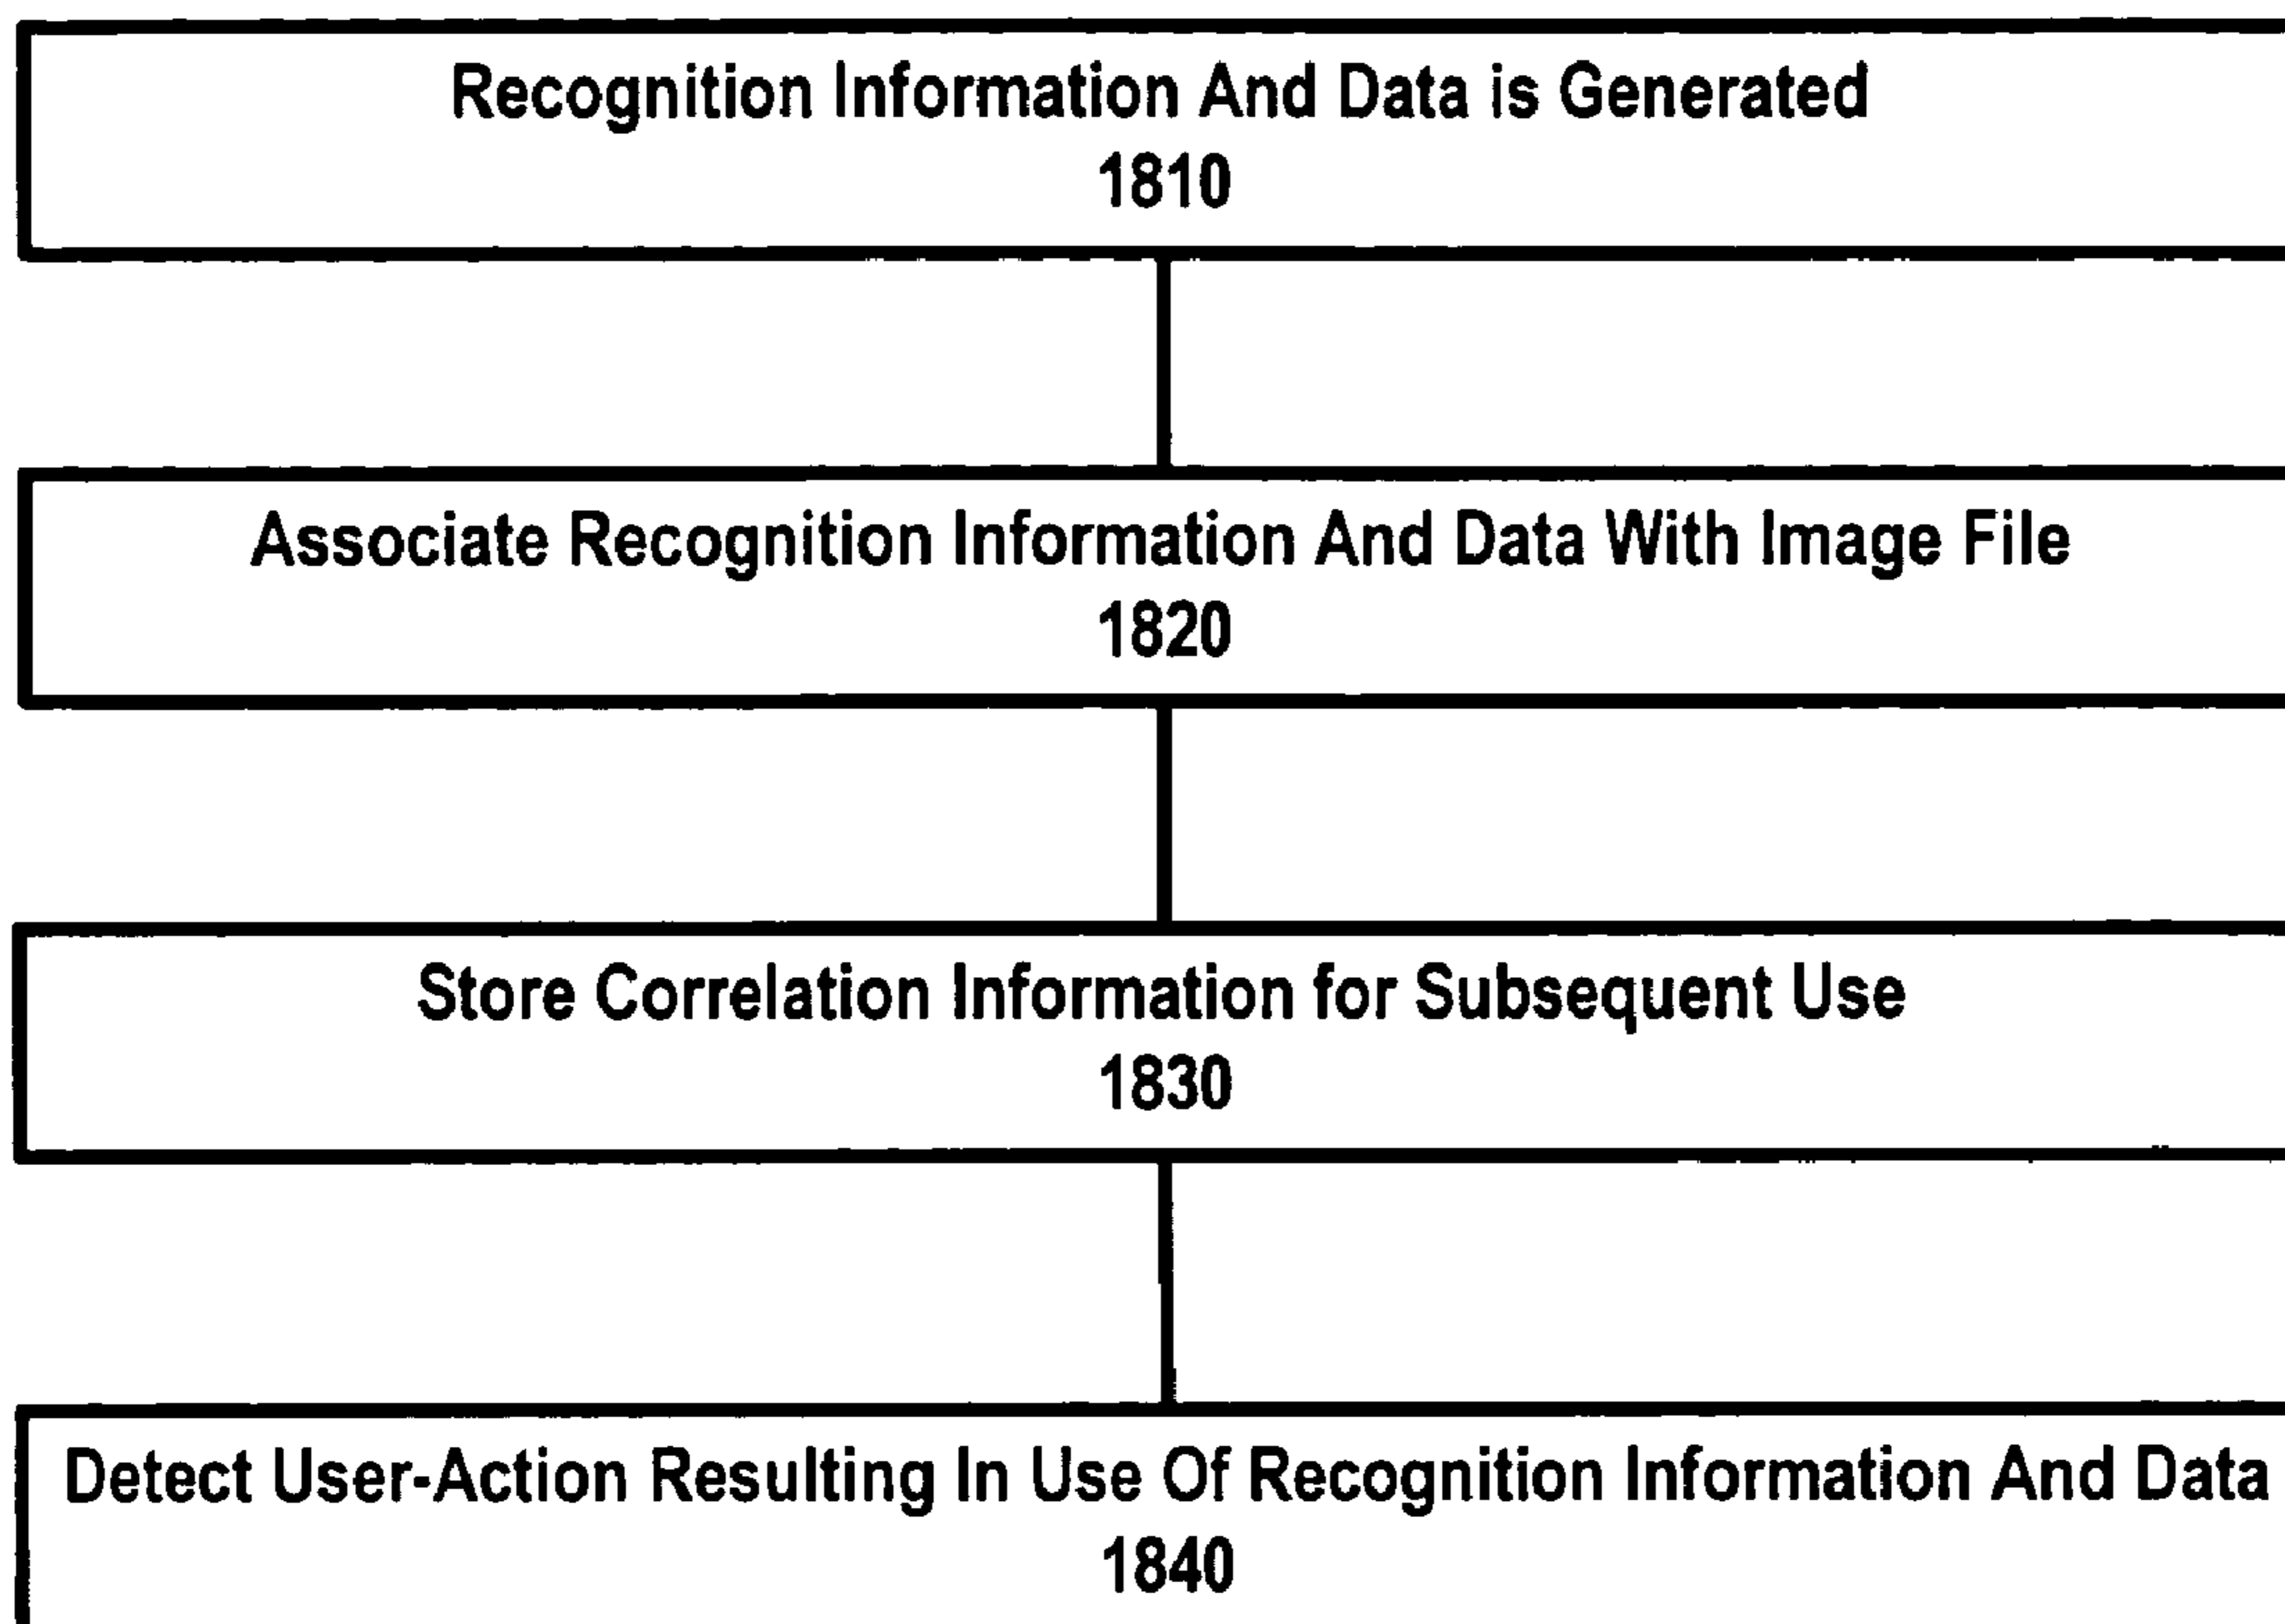 Recognition Information And Data is Generated
1810
Associate Recognition Information And Data With Image File
1820
Store Correlation Information for Subsequent Use
1830
Detect User-Action Resulting In Use Of Recognition Information And Data
1840